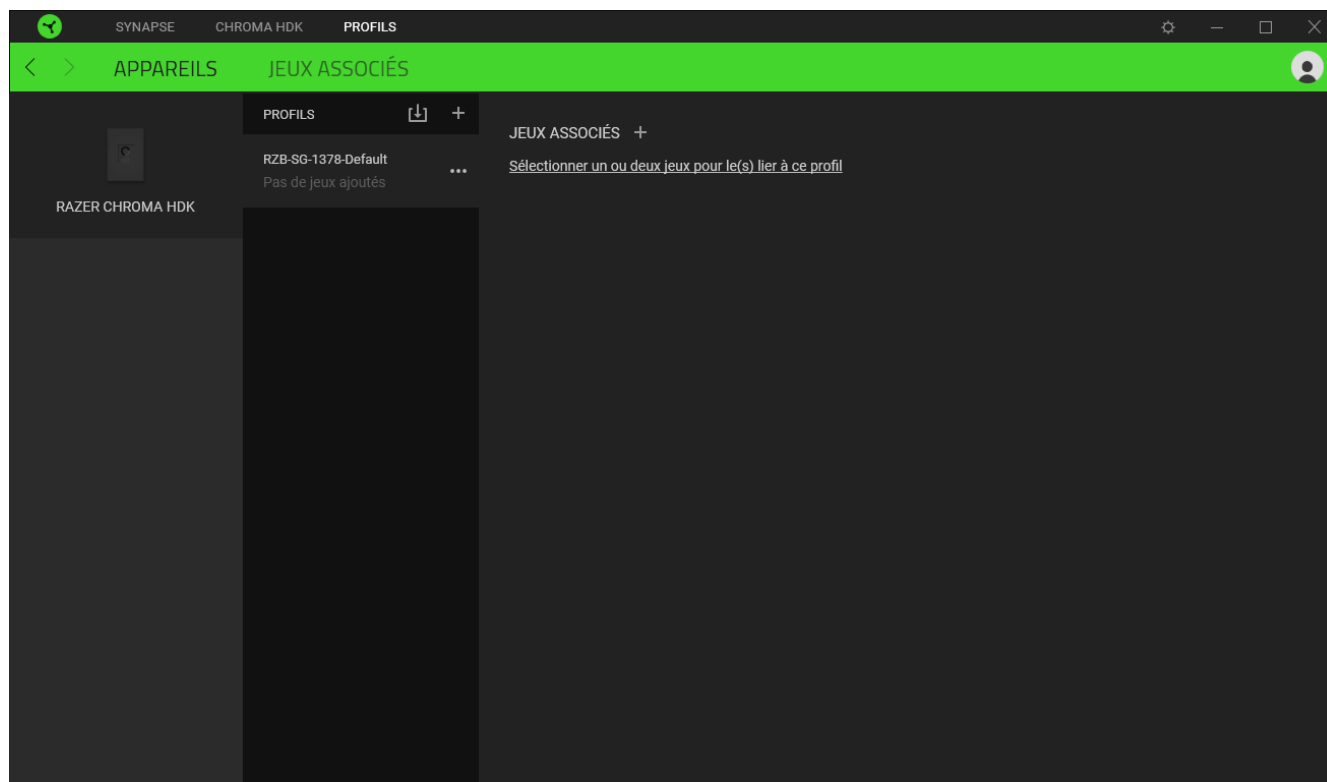 SYNAPSE CHROMA HDK PROFILS
APPAREILS JEUX ASSOCIÉS
PROFILS
RZB-SG-1378-Default
Pas de jeux ajoutés
RAZER CHROMA HDK
JEUX ASSOCIÉS
Sélectionner un ou deux jeux pour le(s) lier à ce profil